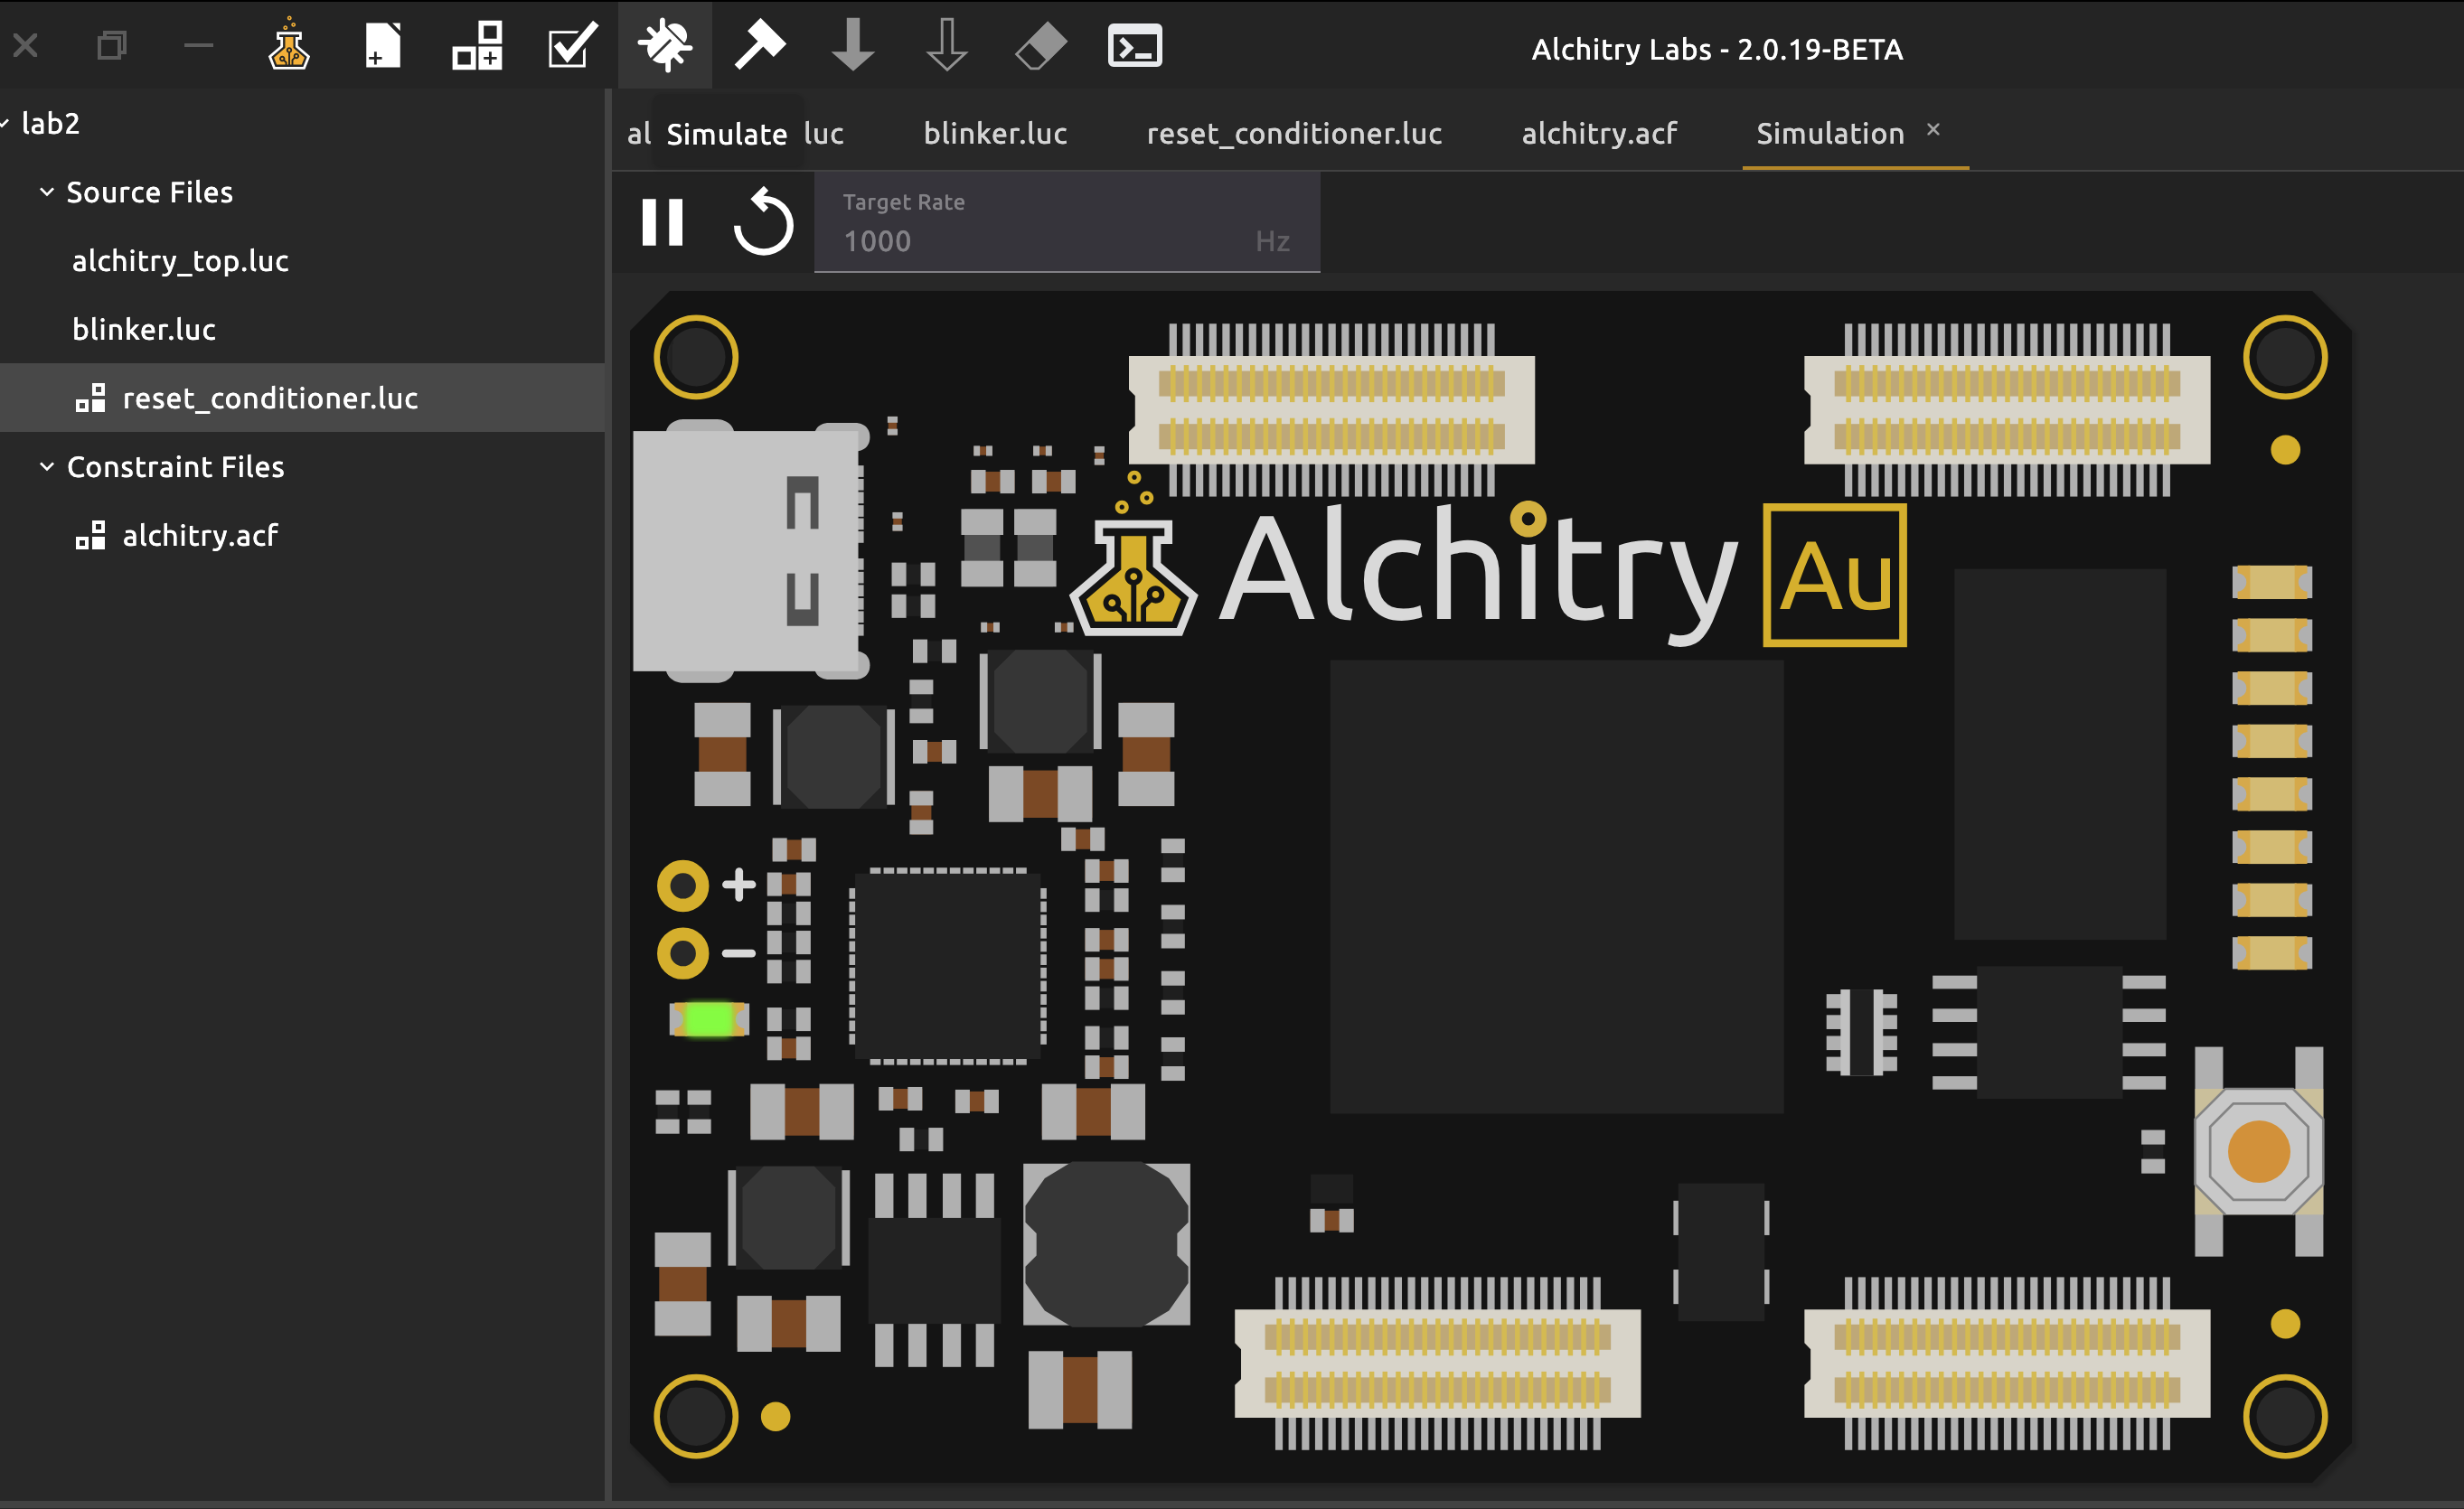 Alchitry Labs - 2.0.19-BETA
lab2
Source Files
alchitry_top.luc
blinker.luc
reset_conditioner.luc
Constraint Files
alchitry.acf
al Simulate luc
blinker.luc
reset_conditioner.luc
alchitry.acf
Simulation ×
Target Rate
1000 Hz
Alchitry Au
+
−